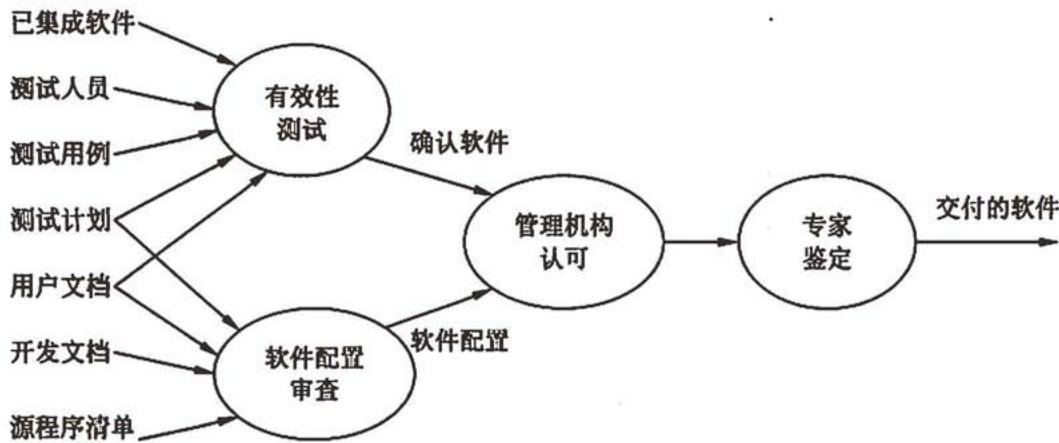 已集成软件
测试人员
测试用例
测试计划
用户文档
开发文档
源程序清单
有效性
测试
软件配置
审查
确认软件
软件配置
管理机构
认可
专家
鉴定
交付的软件